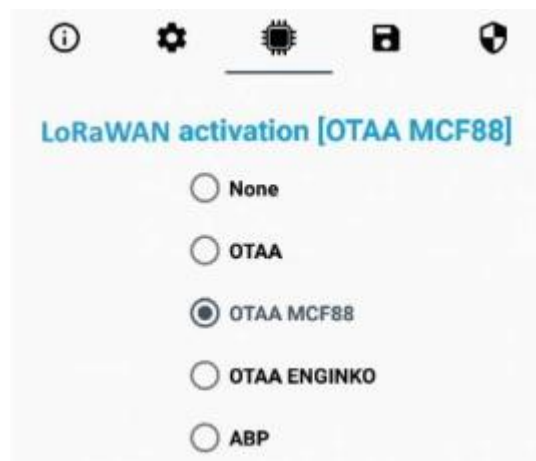 LoRaWAN activation [OTAA MCF88]
None
OTAA
OTAA MCF88
OTAA ENGINKO
ABP